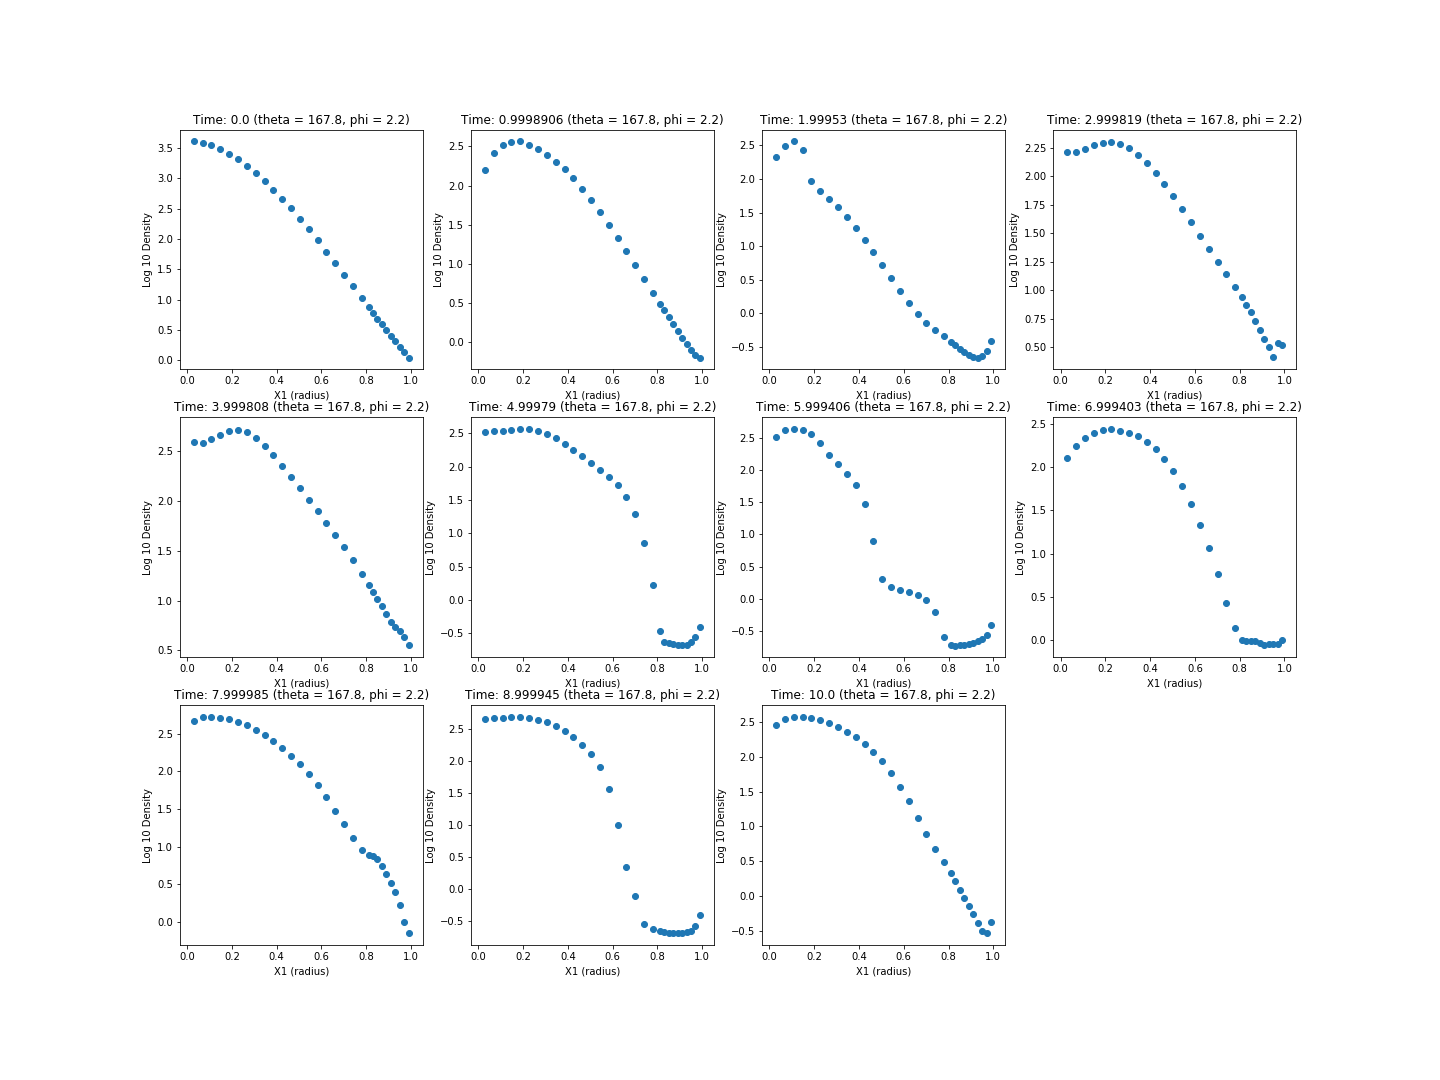 Time: 0.0 (theta = 167.8, phi = 2.2)
Log 10 Density
3.5
3.0
2.5
2.0
1.5
1.0
0.5
0.0
0.0 0.2 0.4 0.6 0.8 1.0
X1 (radius)
Time: 0.9998906 (theta = 167.8, phi = 2.2)
Log 10 Density
2.5
2.0
1.5
1.0
0.5
0.0
0.0 0.2 0.4 0.6 0.8 1.0
X1 (radius)
Time: 1.99953 (theta = 167.8, phi = 2.2)
Log 10 Density
2.5
2.0
1.5
1.0
0.5
0.0
−0.5
0.0 0.2 0.4 0.6 0.8 1.0
X1 (radius)
Time: 2.999819 (theta = 167.8, phi = 2.2)
Log 10 Density
2.25
2.00
1.75
1.50
1.25
1.00
0.75
0.50
0.0 0.2 0.4 0.6 0.8 1.0
X1 (radius)
Time: 3.999808 (theta = 167.8, phi = 2.2)
Log 10 Density
2.5
2.0
1.5
1.0
0.5
0.0 0.2 0.4 0.6 0.8 1.0
X1 (radius)
Time: 4.99979 (theta = 167.8, phi = 2.2)
Log 10 Density
2.5
2.0
1.5
1.0
0.5
0.0
−0.5
0.0 0.2 0.4 0.6 0.8 1.0
X1 (radius)
Time: 5.999406 (theta = 167.8, phi = 2.2)
Log 10 Density
2.5
2.0
1.5
1.0
0.5
0.0
−0.5
0.0 0.2 0.4 0.6 0.8 1.0
X1 (radius)
Time: 6.999403 (theta = 167.8, phi = 2.2)
Log 10 Density
2.5
2.0
1.5
1.0
0.5
0.0
0.0 0.2 0.4 0.6 0.8 1.0
X1 (radius)
Time: 7.999985 (theta = 167.8, phi = 2.2)
Log 10 Density
2.5
2.0
1.5
1.0
0.5
0.0
0.0 0.2 0.4 0.6 0.8 1.0
X1 (radius)
Time: 8.999945 (theta = 167.8, phi = 2.2)
Log 10 Density
2.5
2.0
1.5
1.0
0.5
0.0
−0.5
0.0 0.2 0.4 0.6 0.8 1.0
X1 (radius)
Time: 10.0 (theta = 167.8, phi = 2.2)
Log 10 Density
2.5
2.0
1.5
1.0
0.5
0.0
−0.5
0.0 0.2 0.4 0.6 0.8 1.0
X1 (radius)